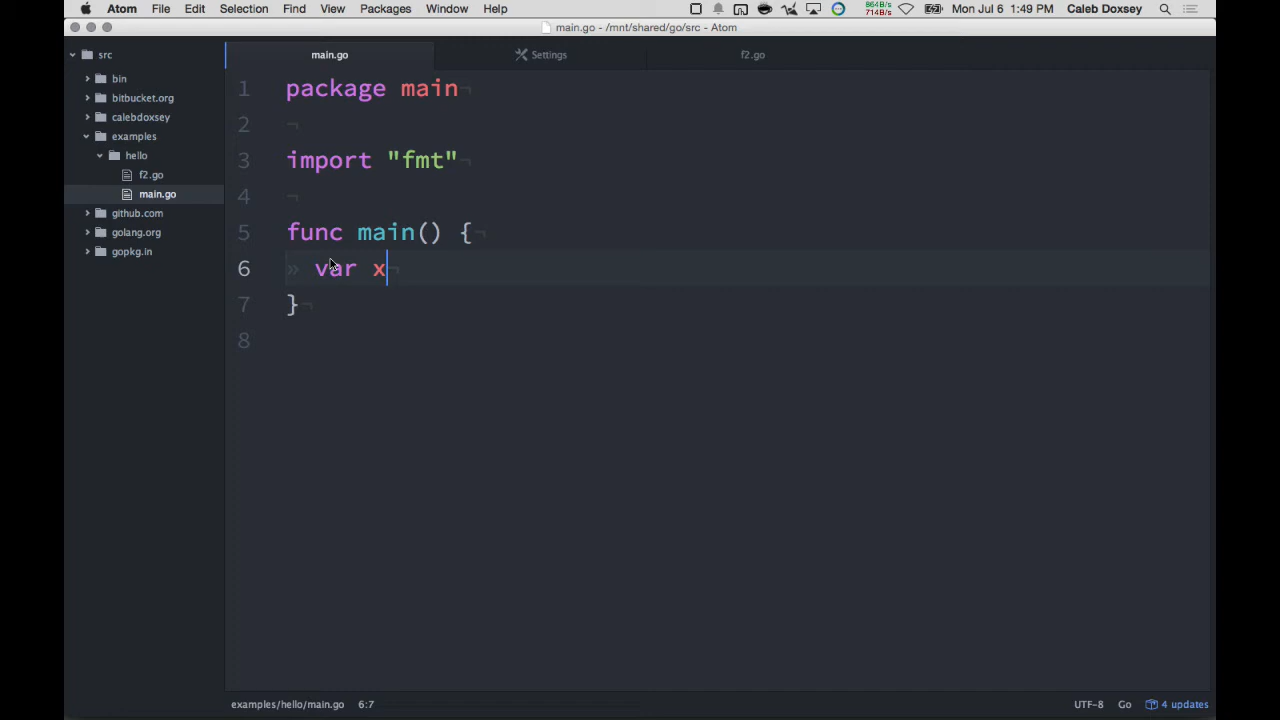 Atom File Edit Selection Find View Packages Window Help 864B/s 714B/s Mon Jul 6 1:49 PM Caleb Doxsey
main.go - /mnt/shared/go/src - Atom
src
bin
bitbucket.org
calebdoxsey
examples
hello
f2.go
main.go
github.com
golang.org
gopkg.in
main.go Settings f2.go
1 package main¬
2 ¬
3 import "fmt"¬
4 ¬
5 func main() {¬
6 » var x¬
7 }¬
8
examples/hello/main.go 6:7 UTF-8 Go 4 updates